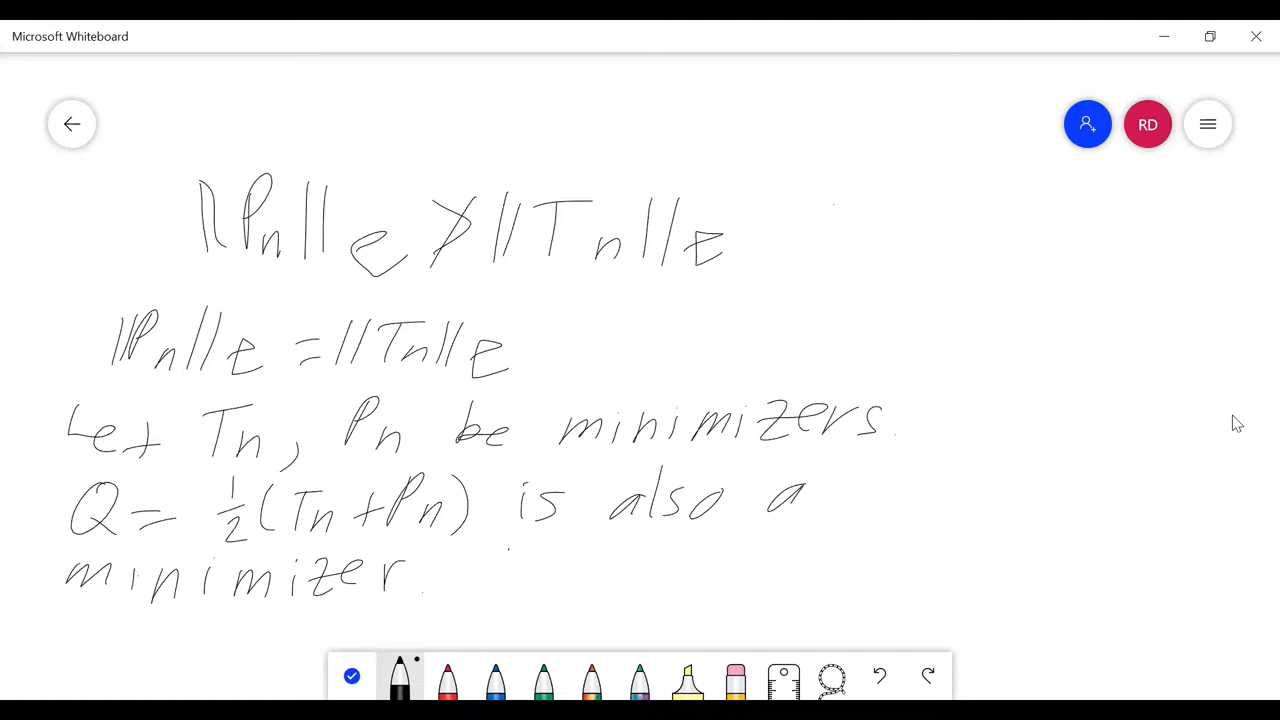 Microsoft Whiteboard
RD
||Pn||E ≯ ||Tn||E
||Pn||E = ||Tn||E
Let Tn, Pn be minimizers.
Q = 1/2 (Tn + Pn) is also a
minimizer.